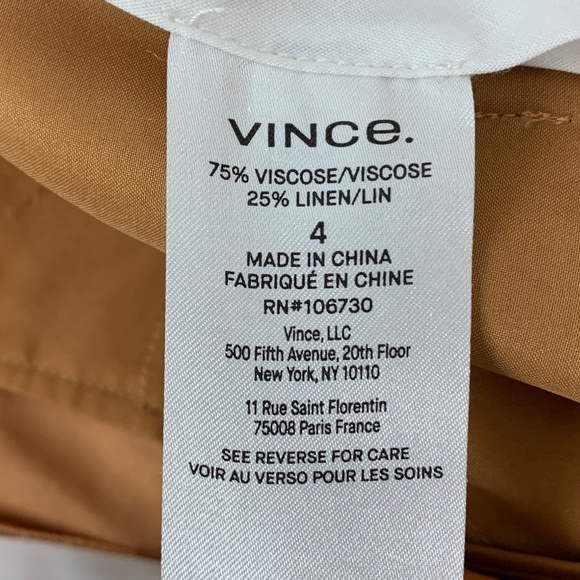 VINCe.
75% VISCOSE/VISCOSE
25% LINEN/LIN
4
MADE IN CHINA
FABRIQUÉ EN CHINE
RN#106730
Vince, LLC
500 Fifth Avenue, 20th Floor
New York, NY 10110
11 Rue Saint Florentin
75008 Paris France
SEE REVERSE FOR CARE
VOIR AU VERSO POUR LES SOINS